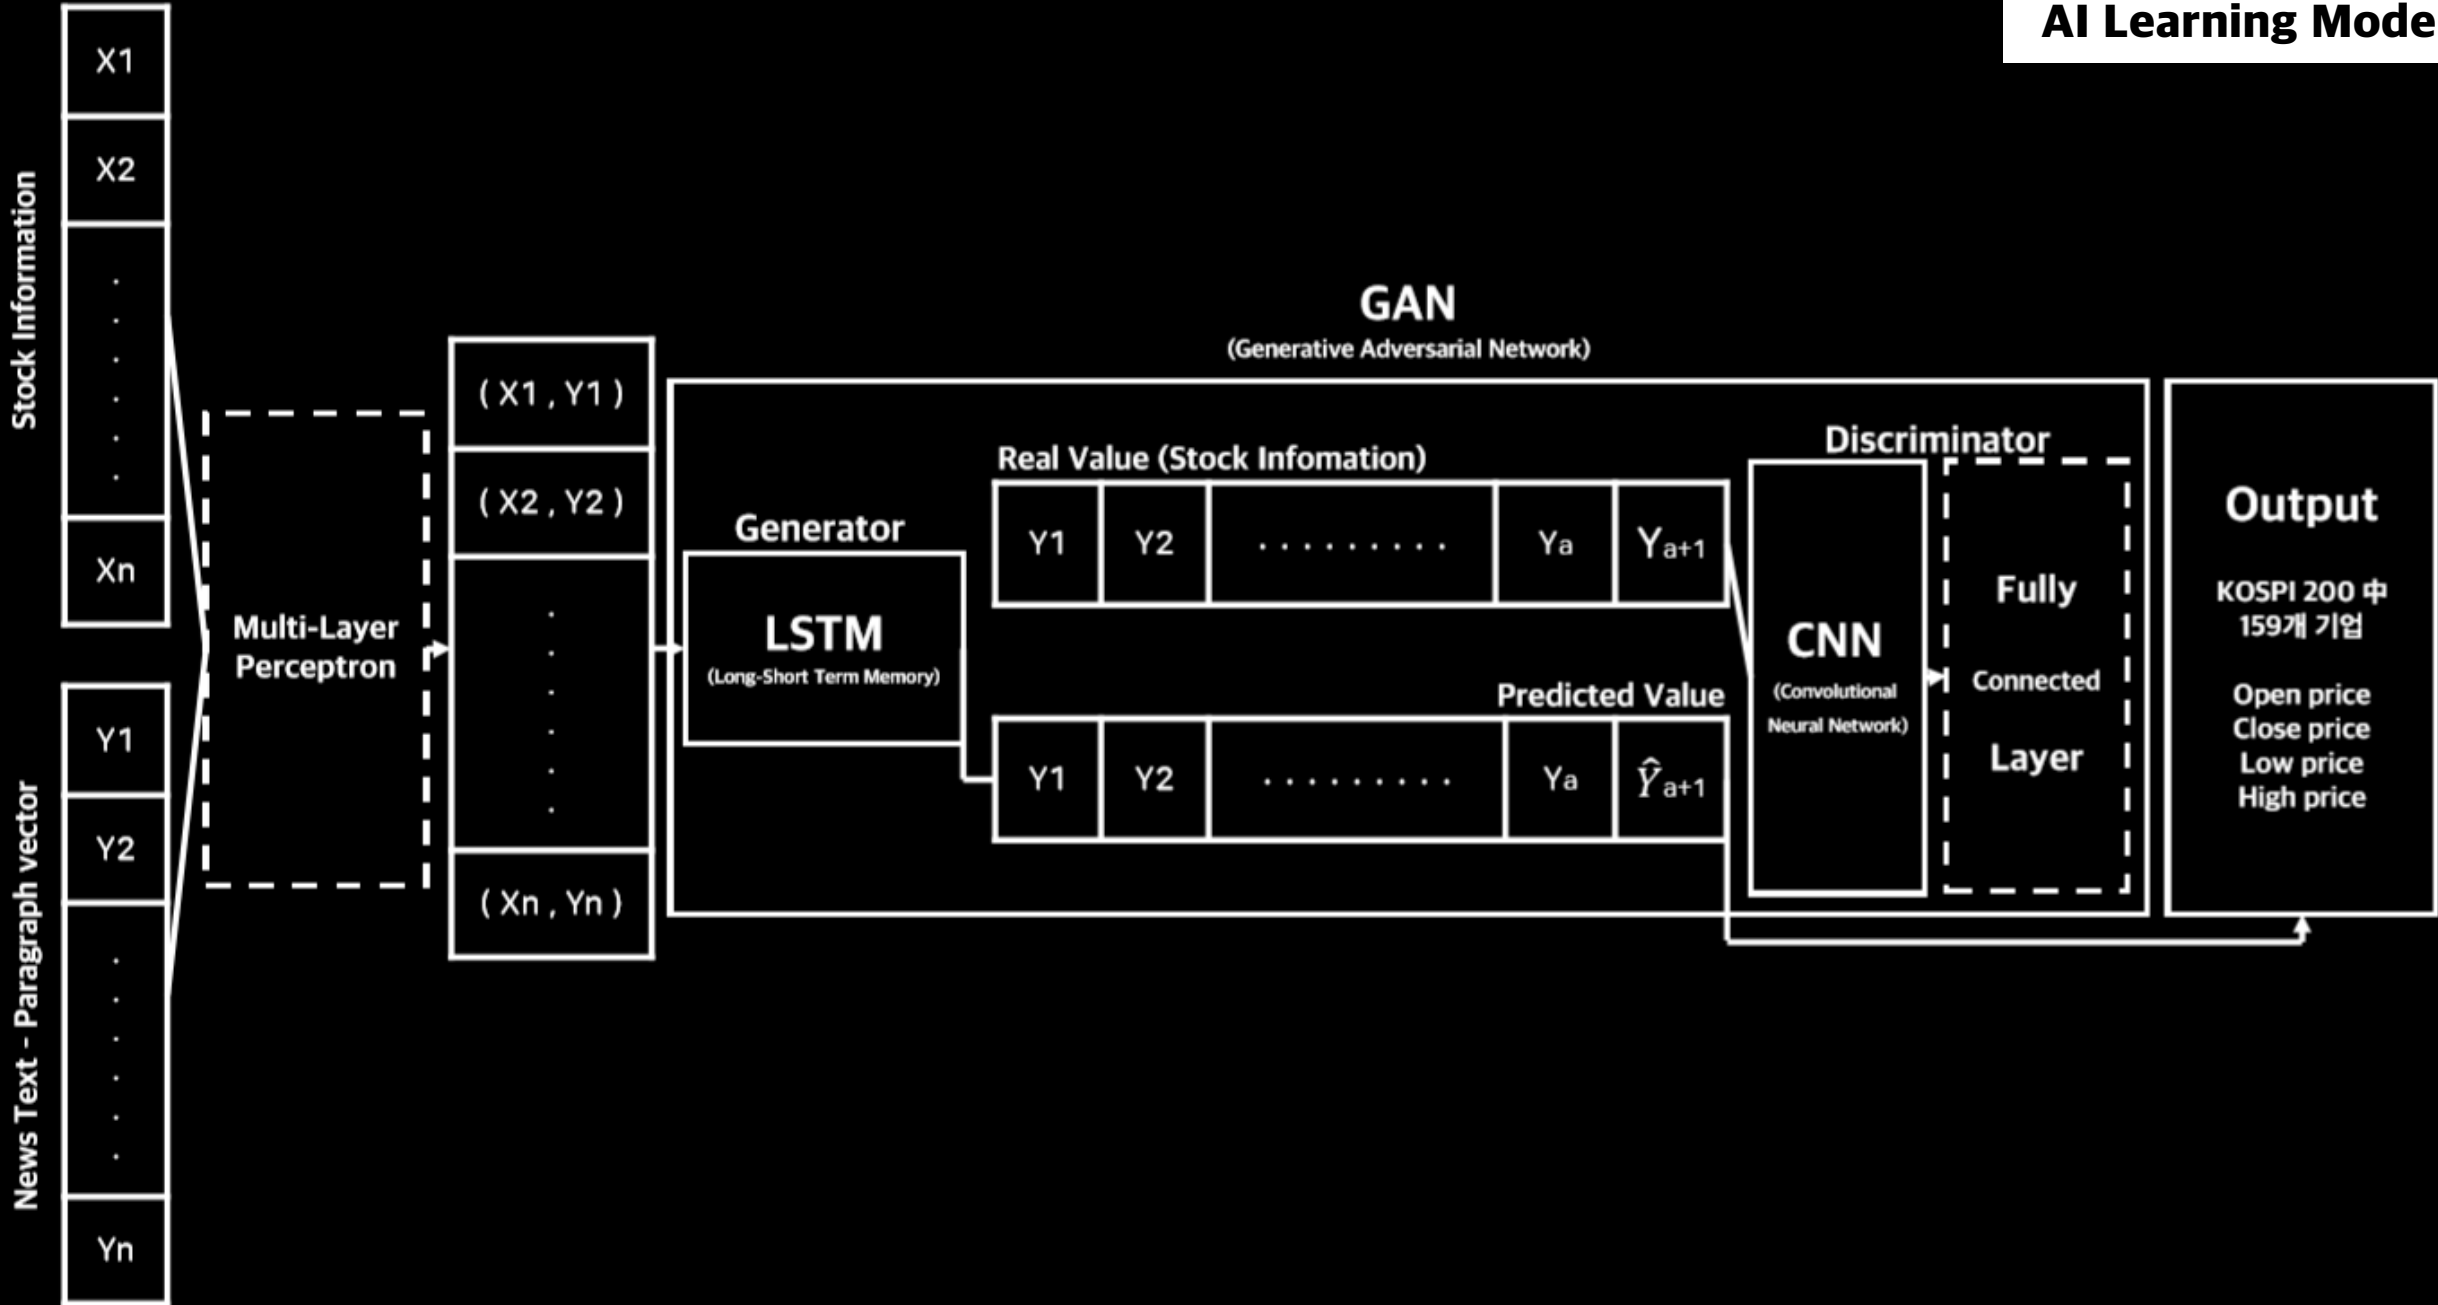 AI Learning Mode
Stock Information
X1
X2
Xn
News Text - Paragraph vector
Y1
Y2
Yn
Multi-Layer
Perceptron
( X1 , Y1 )
( X2 , Y2 )
( Xn , Yn )
GAN
(Generative Adversarial Network)
Generator
LSTM
(Long-Short Term Memory)
Real Value (Stock Infomation)
Y1 Y2 ......... Ya Ya+1
Predicted Value
Y1 Y2 ......... Ya Ŷa+1
Discriminator
CNN
(Convolutional
Neural Network)
Fully
Connected
Layer
Output
KOSPI 200 中
159개 기업
Open price
Close price
Low price
High price